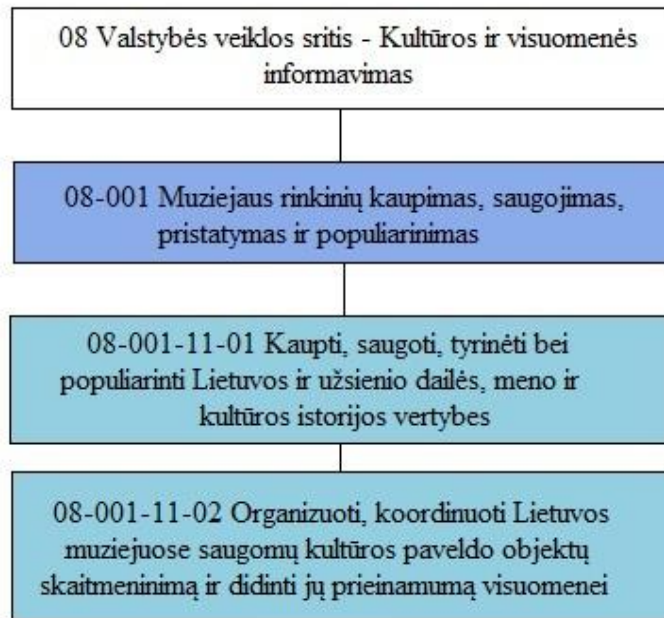 08 Valstybės veiklos sritis - Kultūros ir visuomenės
informavimas
08-001 Muziejaus rinkinių kaupimas, saugojimas,
pristatymas ir populiarinimas
08-001-11-01 Kaupti, saugoti, tyrinėti bei
populiarinti Lietuvos ir užsienio dailės, meno ir
kultūros istorijos vertybes
08-001-11-02 Organizuoti, koordinuoti Lietuvos
muziejuose saugomų kultūros paveldo objektų
skaitmeninimą ir didinti jų prieinamumą visuomenei